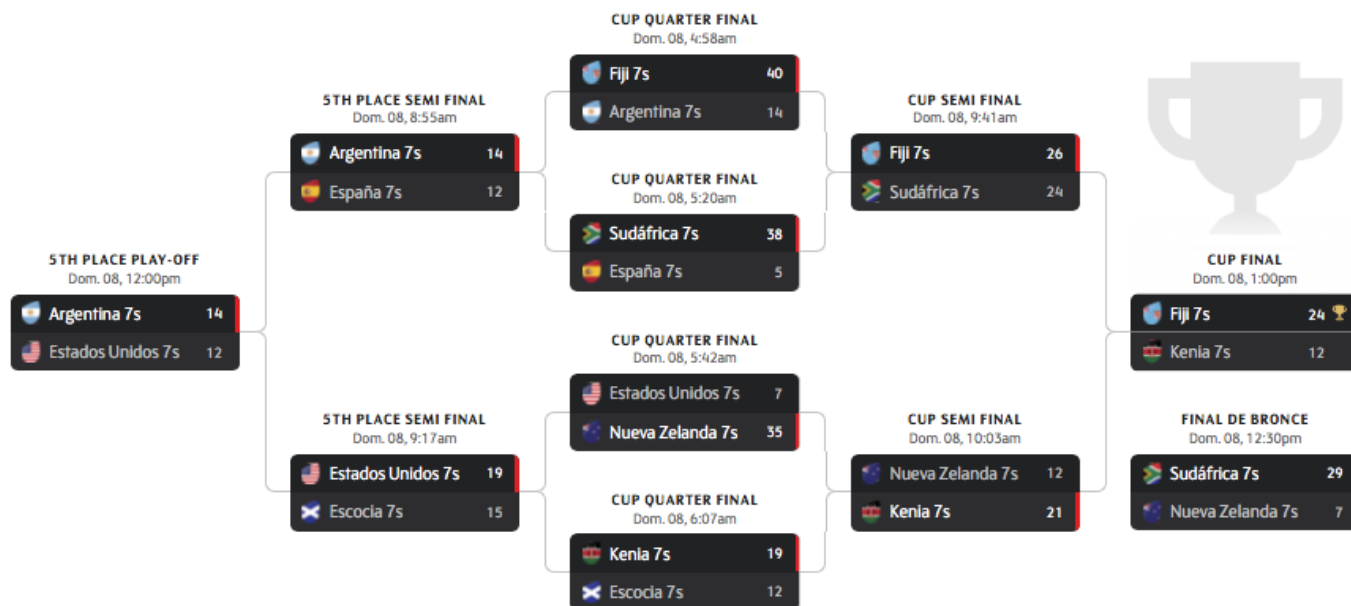 CUP QUARTER FINAL
Dom. 08, 4:58am
Fiji 7s 40
Argentina 7s 14
5TH PLACE SEMI FINAL
Dom. 08, 8:55am
Argentina 7s 14
España 7s 12
CUP SEMI FINAL
Dom. 08, 9:41am
Fiji 7s 26
Sudáfrica 7s 24
CUP QUARTER FINAL
Dom. 08, 5:20am
Sudáfrica 7s 38
España 7s 5
5TH PLACE PLAY-OFF
Dom. 08, 12:00pm
Argentina 7s 14
Estados Unidos 7s 12
CUP FINAL
Dom. 08, 1:00pm
Fiji 7s 24
Kenia 7s 12
CUP QUARTER FINAL
Dom. 08, 5:42am
Estados Unidos 7s 7
Nueva Zelanda 7s 35
5TH PLACE SEMI FINAL
Dom. 08, 9:17am
Estados Unidos 7s 19
Escocia 7s 15
CUP SEMI FINAL
Dom. 08, 10:03am
Nueva Zelanda 7s 12
Kenia 7s 21
FINAL DE BRONCE
Dom. 08, 12:30pm
Sudáfrica 7s 29
Nueva Zelanda 7s 7
CUP QUARTER FINAL
Dom. 08, 6:07am
Kenia 7s 19
Escocia 7s 12